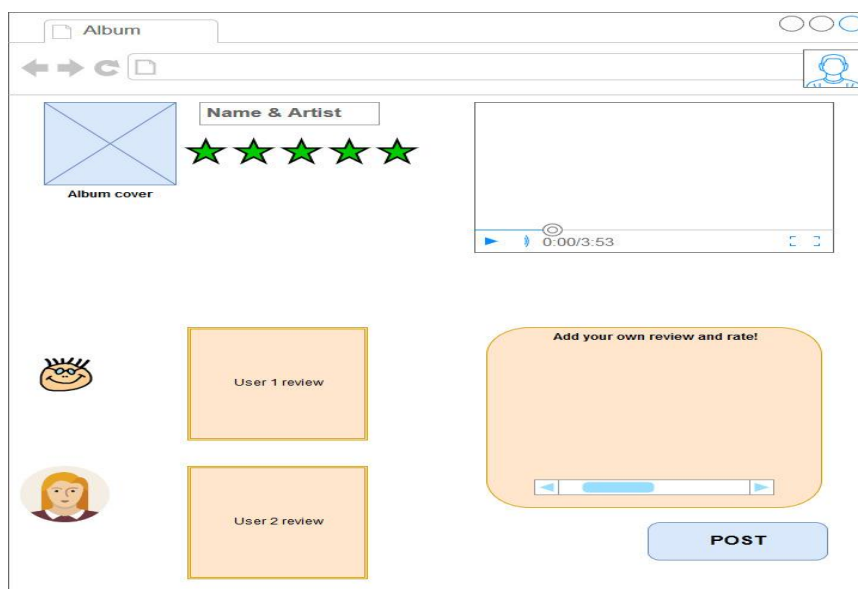 Album
Name & Artist
Album cover
0:00/3:53
User 1 review
Add your own review and rate!
User 2 review
POST